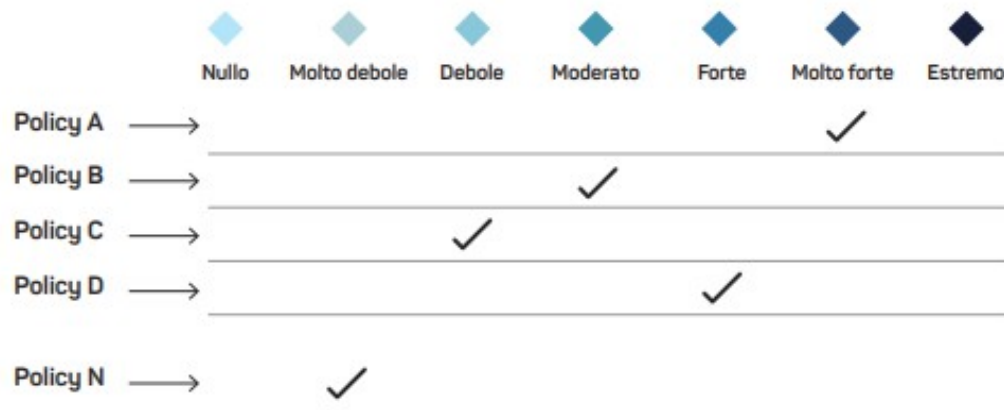 Nullo Molto debole Debole Moderato Forte Molto forte Estremo
Policy A
Policy B
Policy C
Policy D
Policy N